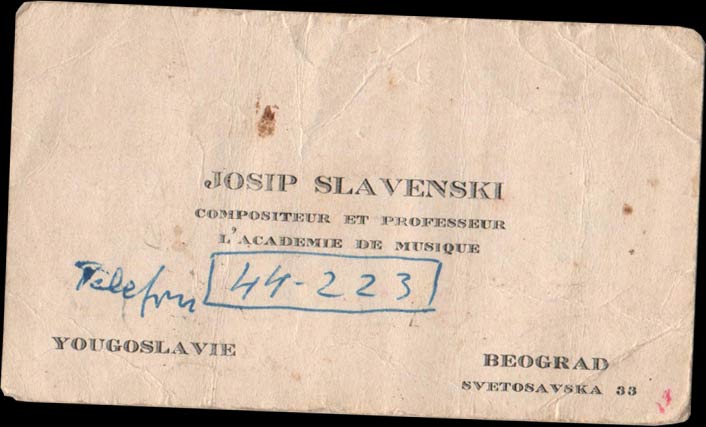 JOSIP SLAVENSKI
COMPOSITEUR ET PROFESSEUR
L'ACADEMIE DE MUSIQUE
Telefon 44-223
YOUGOSLAVIE
BEOGRAD
SVETOSAVSKA 33